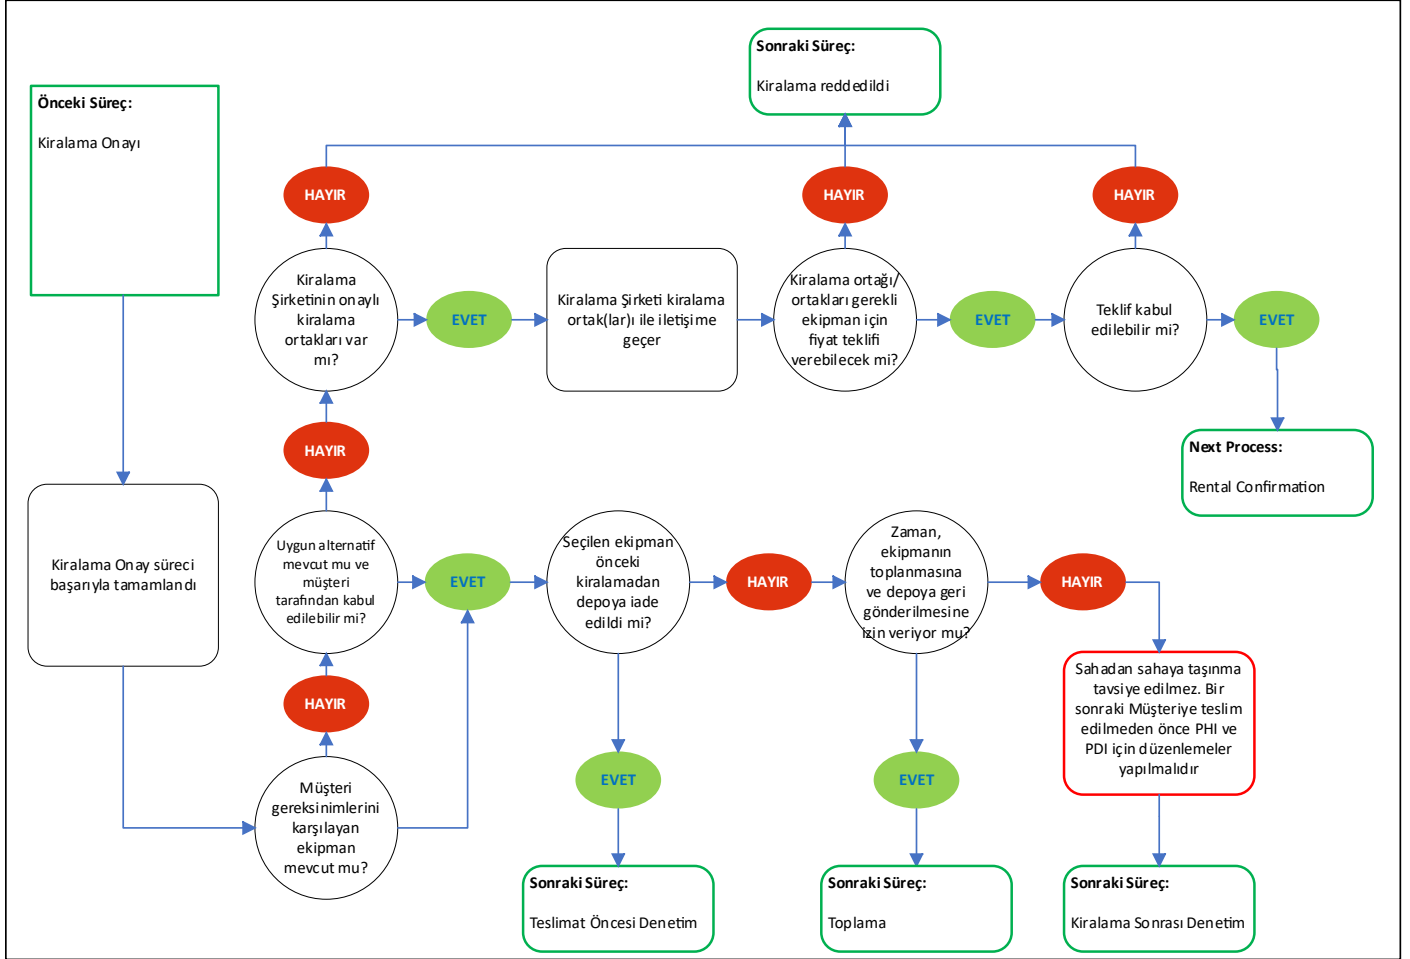 Önceki Süreç:
Kiralama Onayı
Sonraki Süreç:
Kiralama reddedildi
HAYIR
HAYIR
HAYIR
Kiralama
Şirketinin onaylı
kiralama
ortakları var
mı?
EVET
Kiralama Şirketi kiralama
ortak(lar)ı ile iletişime
geçer
Kiralama ortağı/
ortakları gerekli
ekipman için
fiyat teklifi
verebilecek mi?
EVET
Teklif kabul
edilebilir mi?
EVET
HAYIR
Next Process:
Rental Confirmation
Kiralama Onay süreci
başarıyla tamamlandı
Uygun alternatif
mevcut mu ve
müşteri
tarafından kabul
edilebilir mi?
EVET
Seçilen ekipman
önceki
kiralamadan
depoya iade
edildi mi?
HAYIR
Zaman,
ekipmanın
toplanmasına
ve depoya geri
gönderilmesine
izin veriyor mu?
HAYIR
HAYIR
Sahadan sahaya taşınma
tavsiye edilmez. Bir
sonraki Müşteriye teslim
edilmeden önce PHI ve
PDI için düzenlemeler
yapılmalıdır
Müşteri
gereksinimlerini
karşılayan
ekipman
mevcut mu?
EVET
EVET
Sonraki Süreç:
Teslimat Öncesi Denetim
Sonraki Süreç:
Toplama
Sonraki Süreç:
Kiralama Sonrası Denetim